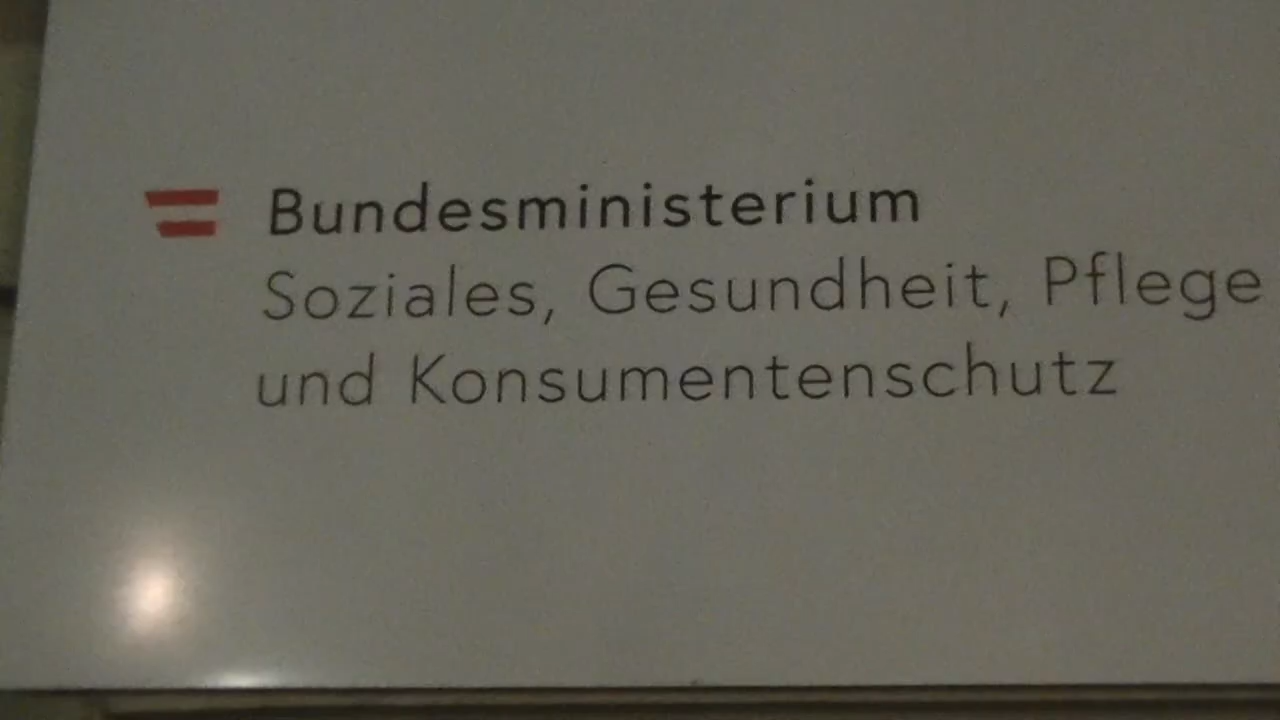 Bundesministerium
Soziales, Gesundheit, Pflege
und Konsumentenschutz